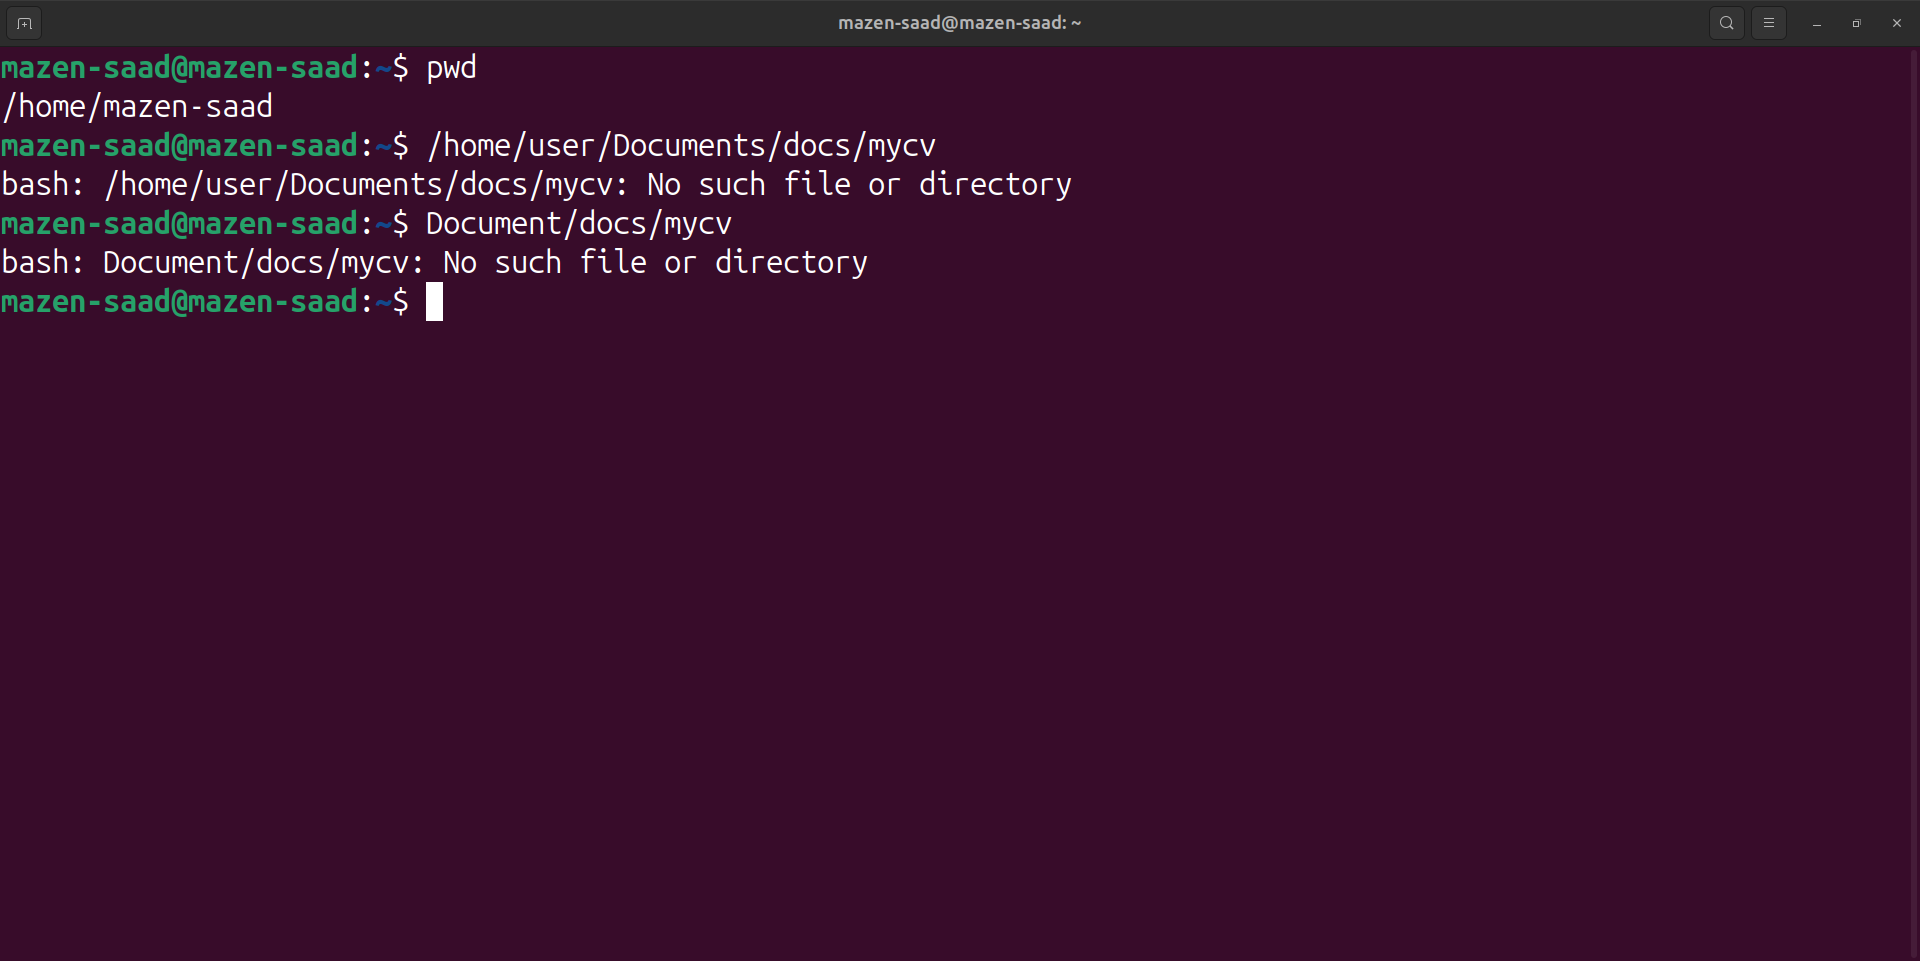 mazen-saad@mazen-saad: ~
mazen-saad@mazen-saad:~$ pwd
/home/mazen-saad
mazen-saad@mazen-saad:~$ /home/user/Documents/docs/mycv
bash: /home/user/Documents/docs/mycv: No such file or directory
mazen-saad@mazen-saad:~$ Document/docs/mycv
bash: Document/docs/mycv: No such file or directory
mazen-saad@mazen-saad:~$